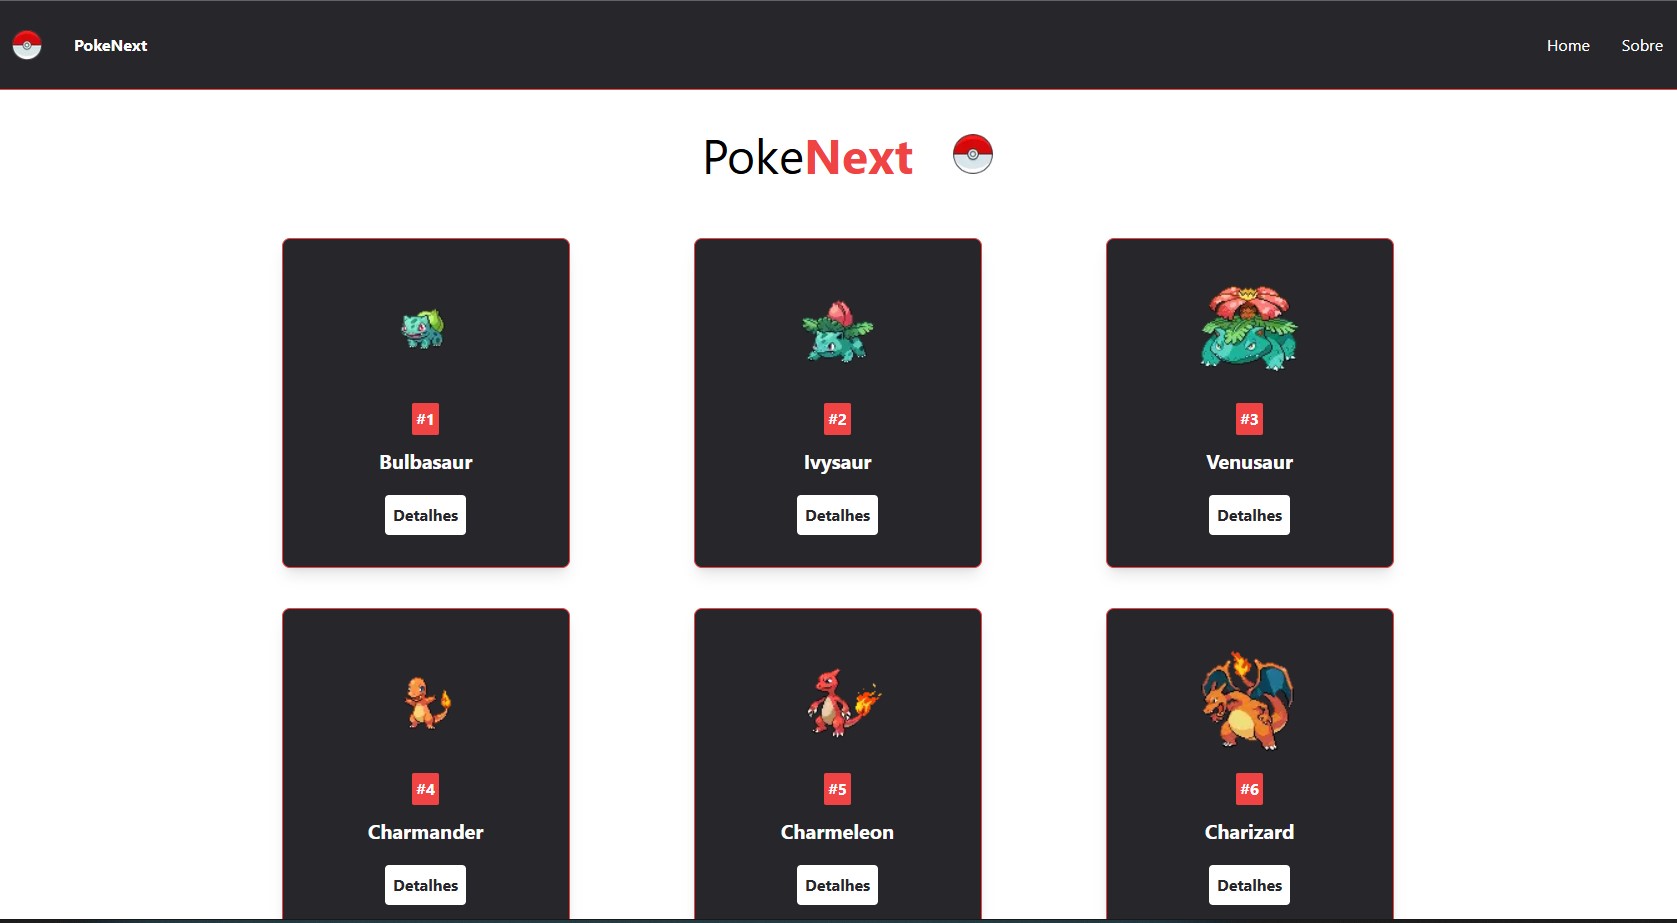 PokeNext
Home
Sobre
PokeNext
#1
Bulbasaur
Detalhes
#2
Ivysaur
Detalhes
#3
Venusaur
Detalhes
#4
Charmander
Detalhes
#5
Charmeleon
Detalhes
#6
Charizard
Detalhes